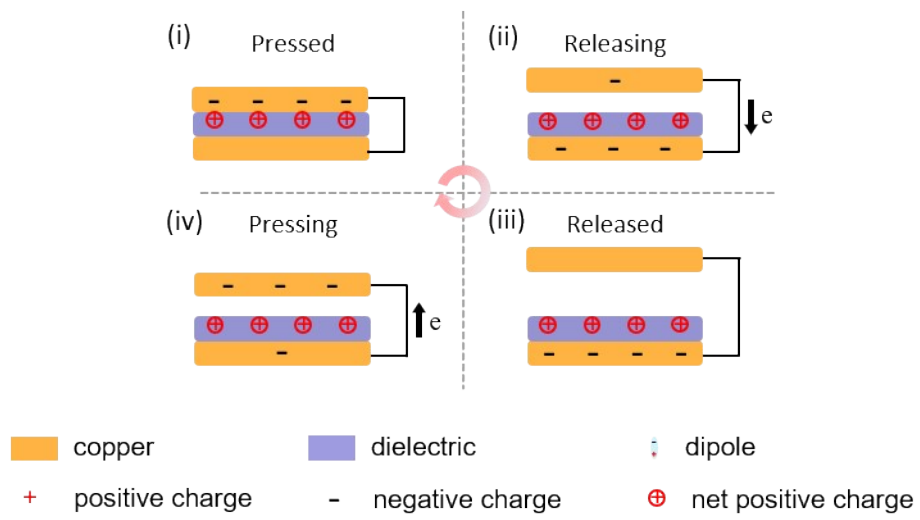 (i) Pressed
(ii) Releasing
e
(iv) Pressing
(iii) Released
e
copper
dielectric
dipole
+ positive charge
- negative charge
⊕ net positive charge